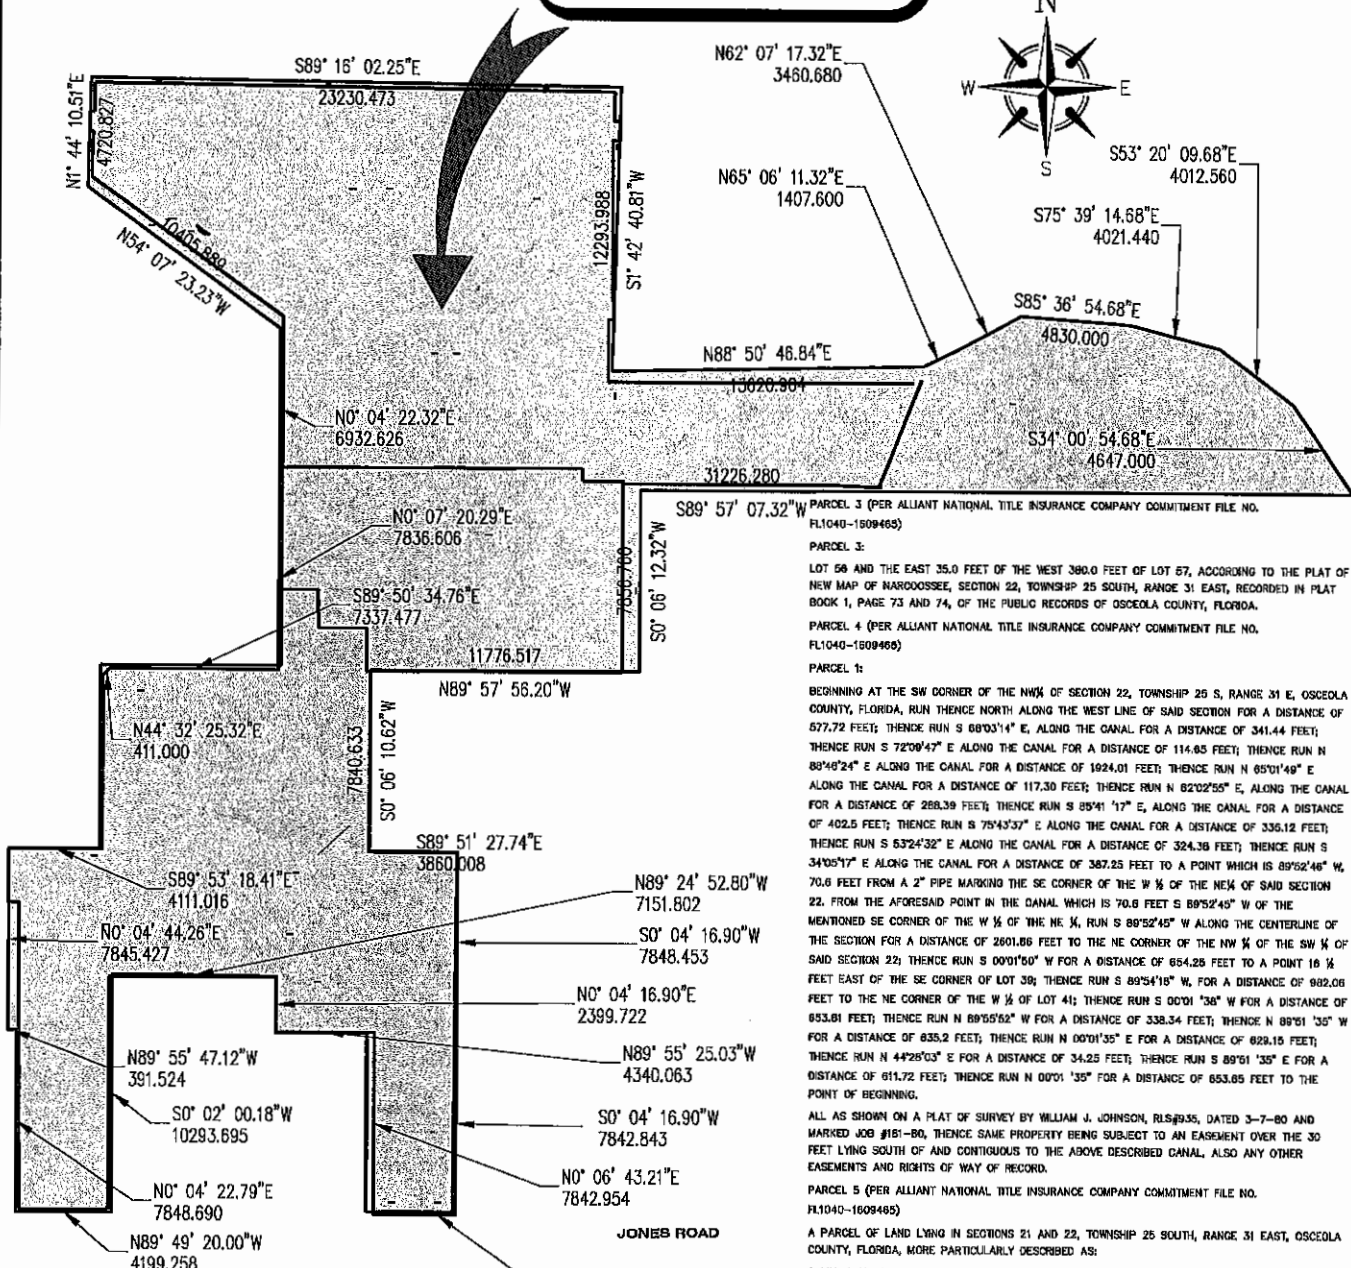 N
W
E
S
S89° 16' 02.25"E
23230.473
N1° 44' 10.51"E
4720.827
10405.889
N54° 07' 23.23"W
12293.988
S1° 42' 40.81"W
N62° 07' 17.32"E
3460.680
N65° 06' 11.32"E
1407.600
S53° 20' 09.68"E
4012.560
S75° 39' 14.68"E
4021.440
S85° 36' 54.68"E
4830.000
N88° 50' 46.84"E
S34° 00' 54.68"E
4647.000
N0° 04' 22.32"E
6932.626
31226.280
S89° 57' 07.32"W
N0° 07' 20.29"E
7836.606
S0° 06' 12.32"W
S89° 50' 34.76"E
7337.477
11776.517
N89° 57' 56.20"W
N44° 32' 25.32"E
411.000
7840.633
S0° 06' 10.62"W
S89° 51' 27.74"E
3860.008
S89° 53' 18.41"E
4111.016
N89° 24' 52.80"W
7151.802
N0° 04' 44.26"E
7845.427
S0° 04' 16.90"W
7848.453
N0° 04' 16.90"E
2399.722
N89° 55' 47.12"W
391.524
N89° 55' 25.03"W
4340.063
S0° 02' 00.18"W
10293.695
S0° 04' 16.90"W
7842.843
N0° 04' 22.79"E
7848.690
N0° 06' 43.21"E
7842.954
N89° 49' 20.00"W
4199.258
JONES ROAD
PARCEL 3 (PER ALLIANT NATIONAL TITLE INSURANCE COMPANY COMMITMENT FILE NO.
FL1040-1609465)
PARCEL 3:
LOT 56 AND THE EAST 35.0 FEET OF THE WEST 380.0 FEET OF LOT 57, ACCORDING TO THE PLAT OF
NEW MAP OF NARCOOSSEE, SECTION 22, TOWNSHIP 25 SOUTH, RANGE 31 EAST, RECORDED IN PLAT
BOOK 1, PAGE 73 AND 74, OF THE PUBLIC RECORDS OF OSCEOLA COUNTY, FLORIDA.
PARCEL 4 (PER ALLIANT NATIONAL TITLE INSURANCE COMPANY COMMITMENT FILE NO.
FL1040-1609465)
PARCEL 1:
BEGINNING AT THE SW CORNER OF THE NW¼ OF SECTION 22, TOWNSHIP 25 S, RANGE 31 E, OSCEOLA
COUNTY, FLORIDA, RUN THENCE NORTH ALONG THE WEST LINE OF SAID SECTION FOR A DISTANCE OF
577.72 FEET; THENCE RUN S 68°03'14" E, ALONG THE CANAL FOR A DISTANCE OF 341.44 FEET;
THENCE RUN S 72°09'47" E ALONG THE CANAL FOR A DISTANCE OF 114.65 FEET; THENCE RUN N
88°46'24" E ALONG THE CANAL FOR A DISTANCE OF 1924.01 FEET; THENCE RUN N 65°01'49" E
ALONG THE CANAL FOR A DISTANCE OF 117.30 FEET; THENCE RUN N 62°02'55" E, ALONG THE CANAL
FOR A DISTANCE OF 288.39 FEET; THENCE RUN S 85°41 '17" E, ALONG THE CANAL FOR A DISTANCE
OF 402.5 FEET; THENCE RUN S 75°43'37" E ALONG THE CANAL FOR A DISTANCE OF 335.12 FEET;
THENCE RUN S 53°24'32" E ALONG THE CANAL FOR A DISTANCE OF 324.38 FEET; THENCE RUN S
34°05'17" E ALONG THE CANAL FOR A DISTANCE OF 387.25 FEET TO A POINT WHICH IS 89°52'46" W,
70.6 FEET FROM A 2" PIPE MARKING THE SE CORNER OF THE W ½ OF THE NE¼ OF SAID SECTION
22. FROM THE AFORESAID POINT IN THE CANAL WHICH IS 70.6 FEET S 89°52'45" W OF THE
MENTIONED SE CORNER OF THE W ½ OF THE NE ¼, RUN S 89°52'45" W ALONG THE CENTERLINE OF
THE SECTION FOR A DISTANCE OF 2601.86 FEET TO THE NE CORNER OF THE NW ¼ OF THE SW ¼ OF
SAID SECTION 22; THENCE RUN S 00°01'50" W FOR A DISTANCE OF 654.25 FEET TO A POINT 16 ½
FEET EAST OF THE SE CORNER OF LOT 39; THENCE RUN S 89°54'18" W, FOR A DISTANCE OF 982.06
FEET TO THE NE CORNER OF THE W ½ OF LOT 41; THENCE RUN S 00°01 '38" W FOR A DISTANCE OF
653.61 FEET; THENCE RUN N 89°55'52" W FOR A DISTANCE OF 338.34 FEET; THENCE N 89°51 '35" W
FOR A DISTANCE OF 635.2 FEET; THENCE RUN N 00°01'35" E FOR A DISTANCE OF 629.15 FEET;
THENCE RUN N 44°28'03" E FOR A DISTANCE OF 34.25 FEET; THENCE RUN S 89°51 '35" E FOR A
DISTANCE OF 611.72 FEET; THENCE RUN N 00°01 '35" FOR A DISTANCE OF 653.65 FEET TO THE
POINT OF BEGINNING.
ALL AS SHOWN ON A PLAT OF SURVEY BY WILLIAM J. JOHNSON, RLS#935, DATED 3-7-80 AND
MARKED JOB #161-80, THENCE SAME PROPERTY BEING SUBJECT TO AN EASEMENT OVER THE 30
FEET LYING SOUTH OF AND CONTIGUOUS TO THE ABOVE DESCRIBED CANAL, ALSO ANY OTHER
EASEMENTS AND RIGHTS OF WAY OF RECORD.
PARCEL 5 (PER ALLIANT NATIONAL TITLE INSURANCE COMPANY COMMITMENT FILE NO.
FL1040-1609465)
A PARCEL OF LAND LYING IN SECTIONS 21 AND 22, TOWNSHIP 25 SOUTH, RANGE 31 EAST, OSCEOLA
COUNTY, FLORIDA, MORE PARTICULARLY DESCRIBED AS: